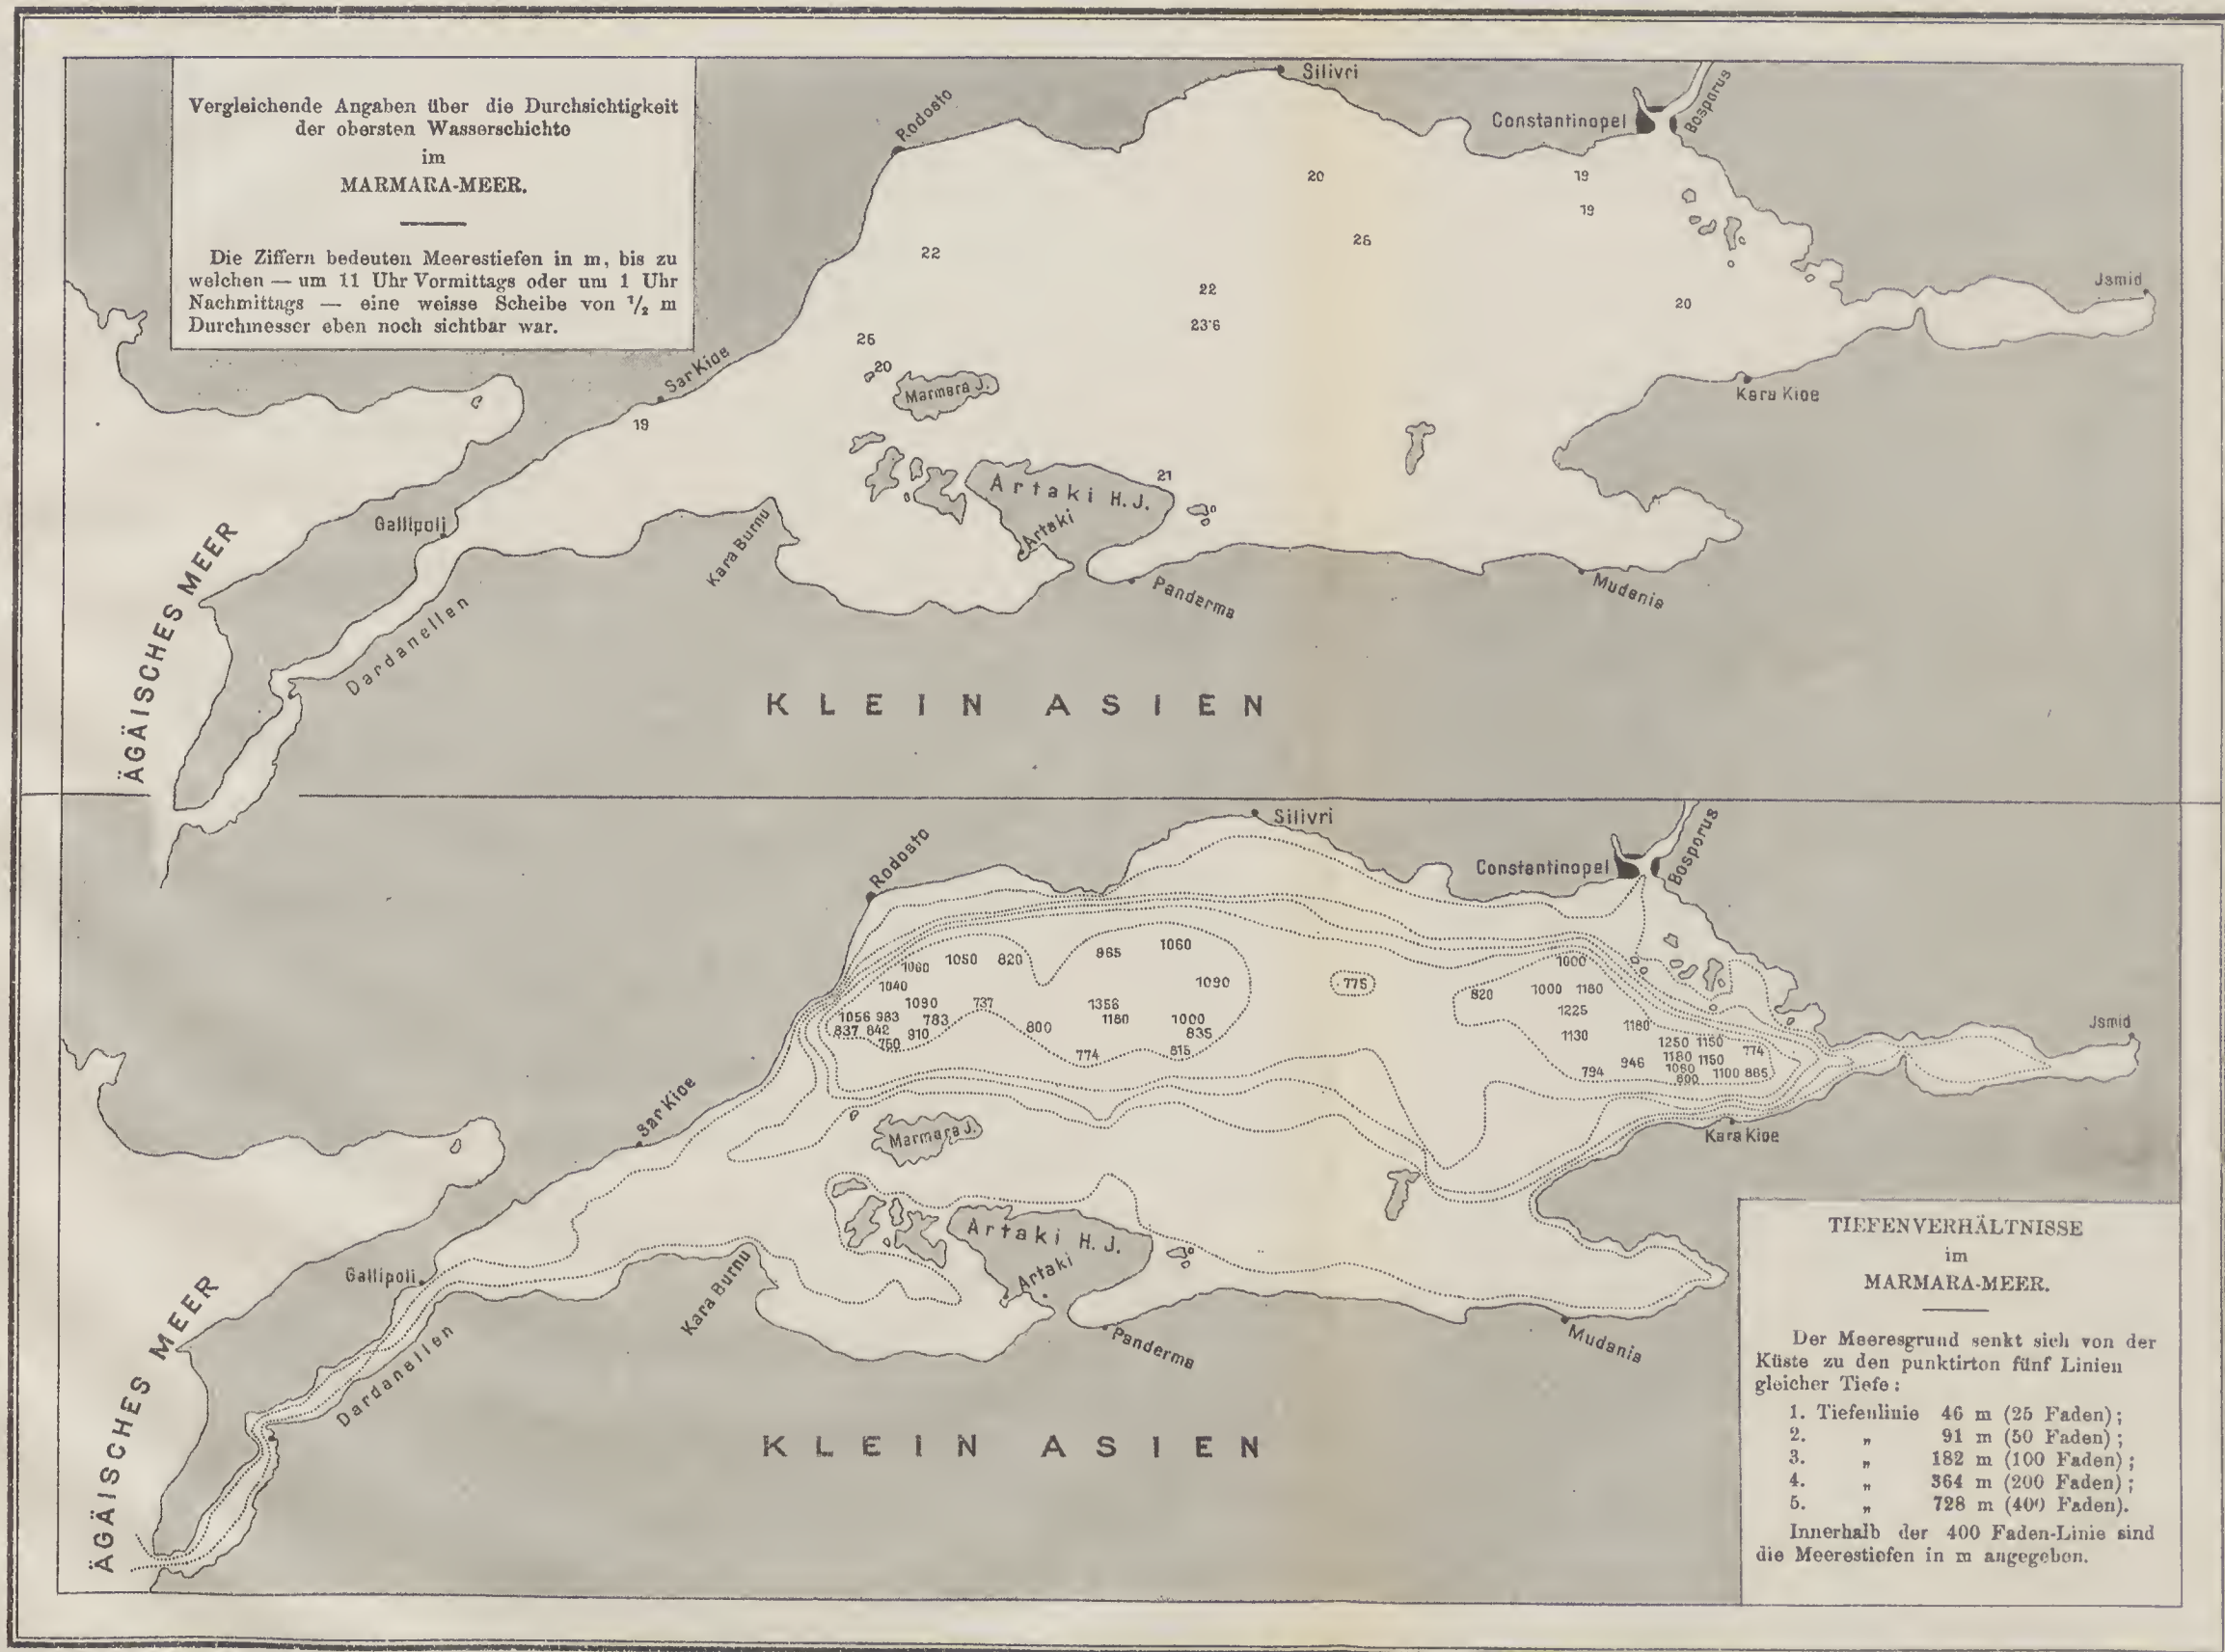 Vergleichende Angaben über die Durchsichtigkeit
der obersten Wasserschichte
im
MARMARA-MEER.
Die Ziffern bedeuten Meerestiefen in m, bis zu
welchen — um 11 Uhr Vormittags oder um 1 Uhr
Nachmittags — eine weisse Scheibe von ½ m
Durchmesser eben noch sichtbar war.
Silivri
Rodosto
Constantinopel
Bosporus
20
19
19
26
22
22
23·6
20
Jsmid
26
20
Marmara J.
Sar Kioe
19
Kara Kioe
21
Artaki H. J.
Artaki
Gallipoli
Kara Burnu
Panderma
Mudania
Dardanellen
ÄGÄISCHES MEER
KLEIN ASIEN
Silivri
Rodosto
Constantinopel
Bosporus
1060
1050
820
965
1060
1040
1090
737
1090
1056 983
783
837 842
910
760
1356
1180
1000
835
800
774
815
775
1000
820
1000 1180
1225
1130
1180
1250 1150
774
946
1180 1150
1080
794
800
1100 865
Jsmid
Sar Kioe
Marmara J.
Kara Kioe
Artaki H. J.
Artaki
Gallipoli
Kara Burnu
Panderma
Mudania
Dardanellen
ÄGÄISCHES MEER
KLEIN ASIEN
TIEFENVERHÄLTNISSE
im
MARMARA-MEER.
Der Meeresgrund senkt sich von der
Küste zu den punktirten fünf Linien
gleicher Tiefe:
1. Tiefenlinie 46 m (25 Faden);
2. „ 91 m (50 Faden);
3. „ 182 m (100 Faden);
4. „ 364 m (200 Faden);
5. „ 728 m (400 Faden).
Innerhalb der 400 Faden-Linie sind
die Meerestiefen in m angegeben.